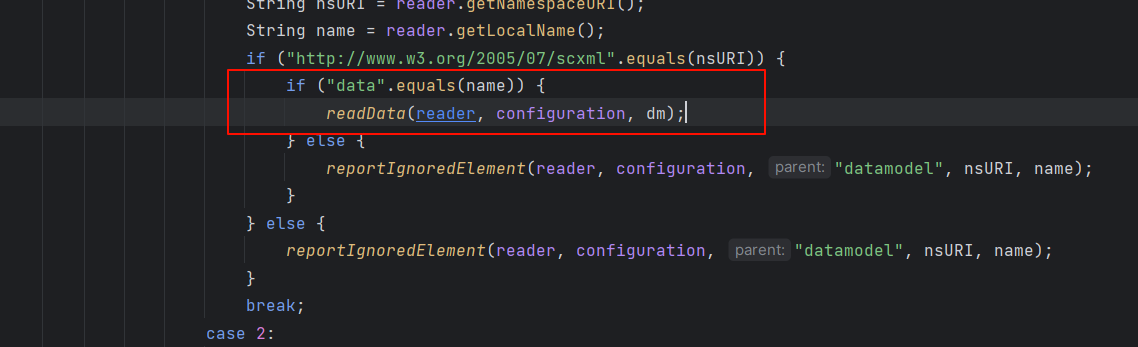 String nsURI = reader.getNamespaceURI();
String name = reader.getLocalName();
if ("http://www.w3.org/2005/07/scxml".equals(nsURI)) {
if ("data".equals(name)) {
readData(reader, configuration, dm);
} else {
reportIgnoredElement(reader, configuration, parent: "datamodel", nsURI, name);
}
} else {
reportIgnoredElement(reader, configuration, parent: "datamodel", nsURI, name);
}
break;
case 2: